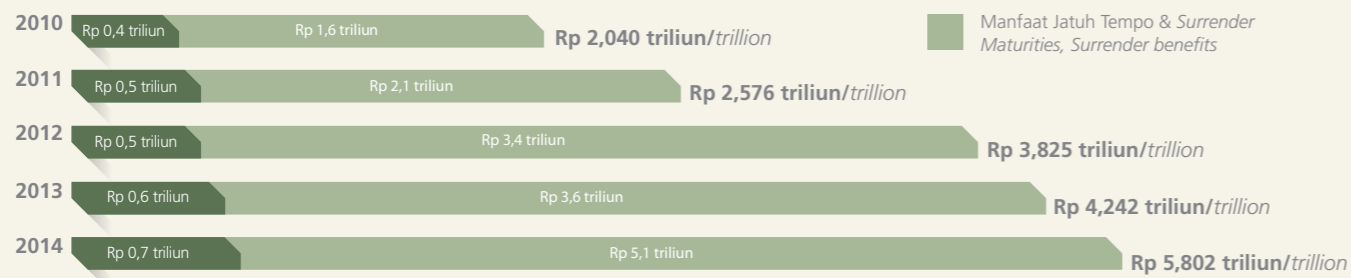 2010 Rp 0,4 triliun Rp 1,6 triliun Rp 2,040 triliun/trillion
Manfaat Jatuh Tempo & Surrender
Maturities, Surrender benefits
2011 Rp 0,5 triliun Rp 2,1 triliun Rp 2,576 triliun/trillion
2012 Rp 0,5 triliun Rp 3,4 triliun Rp 3,825 triliun/trillion
2013 Rp 0,6 triliun Rp 3,6 triliun Rp 4,242 triliun/trillion
2014 Rp 0,7 triliun Rp 5,1 triliun Rp 5,802 triliun/trillion